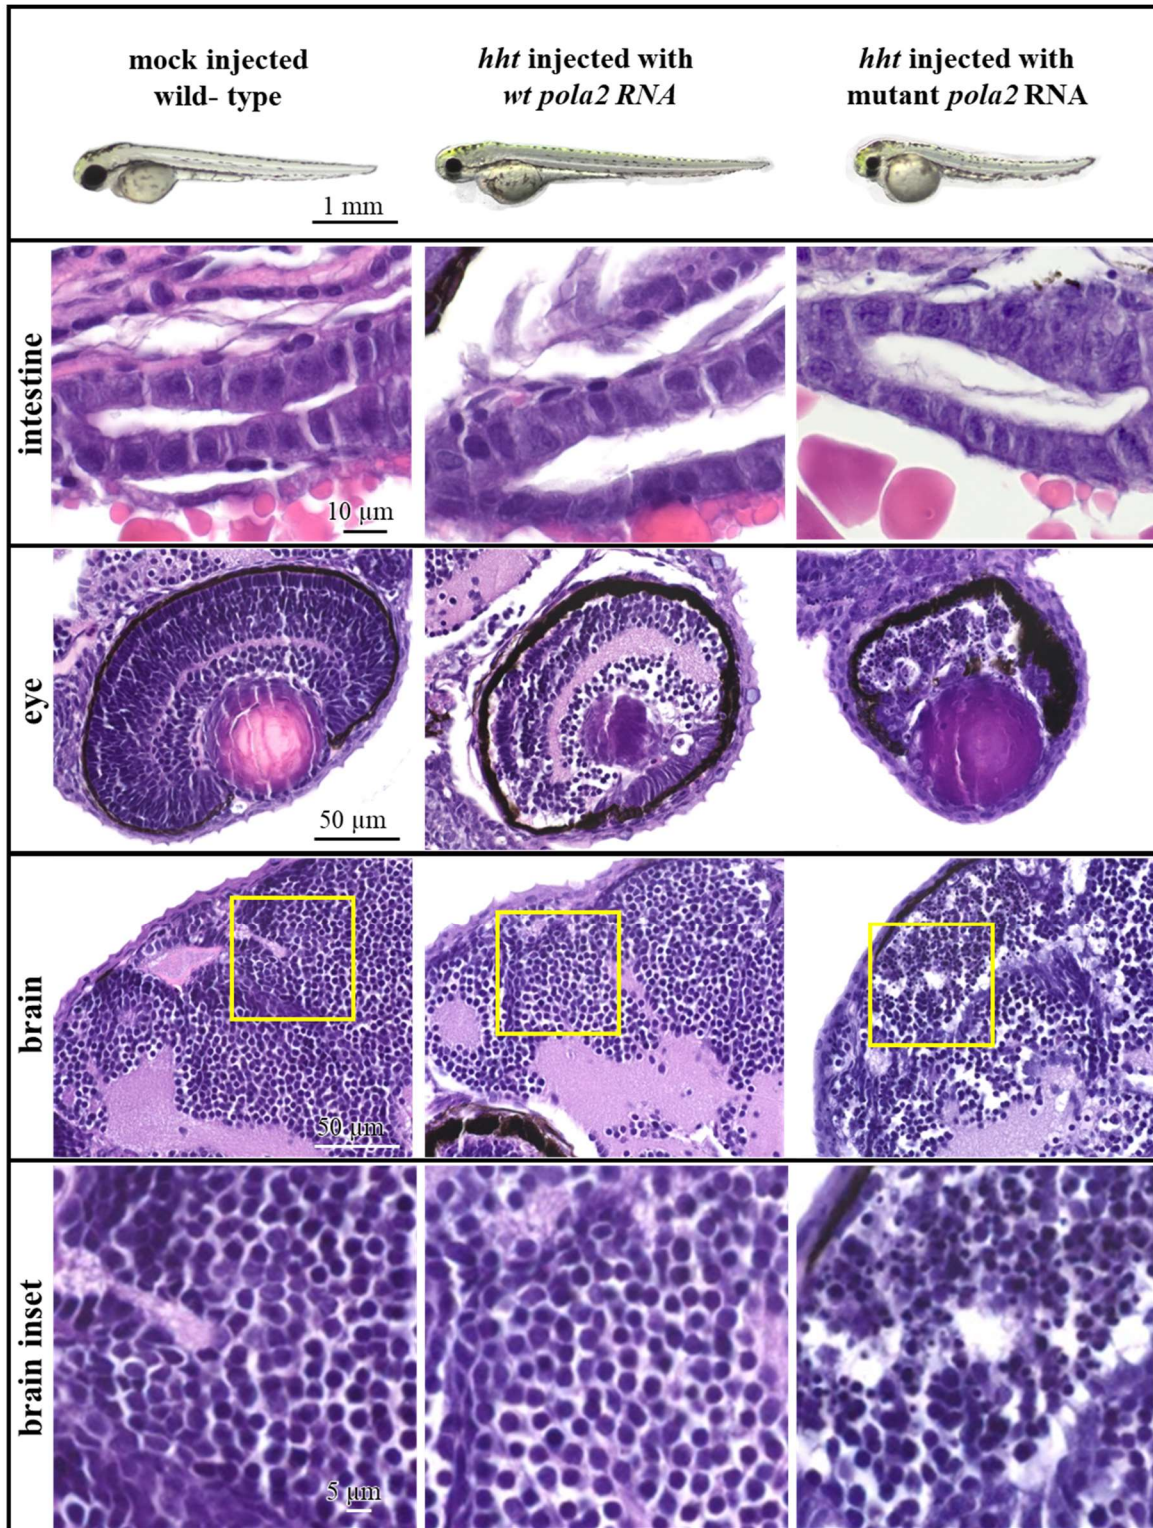 mock injected
wild- type
hht injected with
wt pola2 RNA
hht injected with
mutant pola2 RNA
1 mm
intestine
10 µm
eye
50 µm
brain
50 µm
brain inset
5 µm